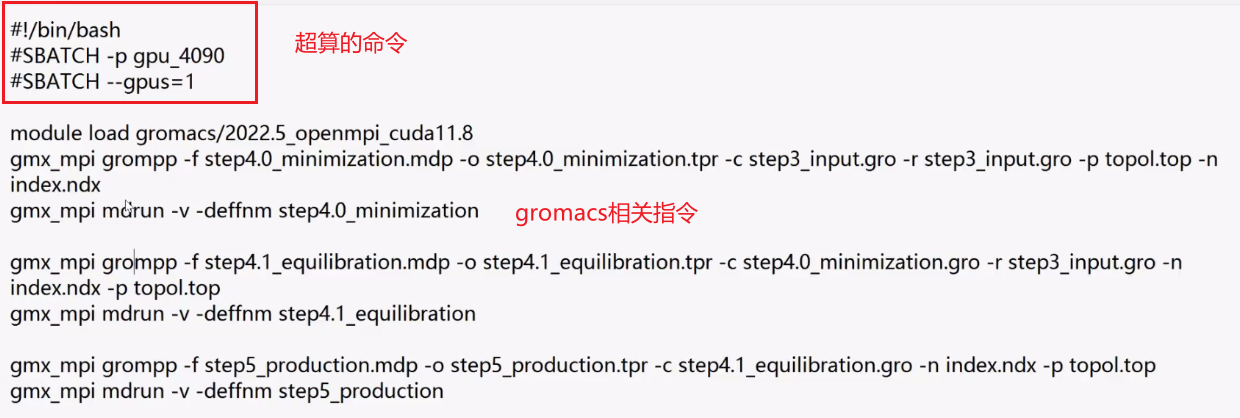 #!/bin/bash
#SBATCH -p gpu_4090
#SBATCH --gpus=1
超算的命令
module load gromacs/2022.5_openmpi_cuda11.8
gmx_mpi grompp -f step4.0_minimization.mdp -o step4.0_minimization.tpr -c step3_input.gro -r step3_input.gro -p topol.top -n
index.ndx
gmx_mpi mdrun -v -deffnm step4.0_minimization
gromacs相关指令
gmx_mpi grompp -f step4.1_equilibration.mdp -o step4.1_equilibration.tpr -c step4.0_minimization.gro -r step3_input.gro -n
index.ndx -p topol.top
gmx_mpi mdrun -v -deffnm step4.1_equilibration
gmx_mpi grompp -f step5_production.mdp -o step5_production.tpr -c step4.1_equilibration.gro -n index.ndx -p topol.top
gmx_mpi mdrun -v -deffnm step5_production